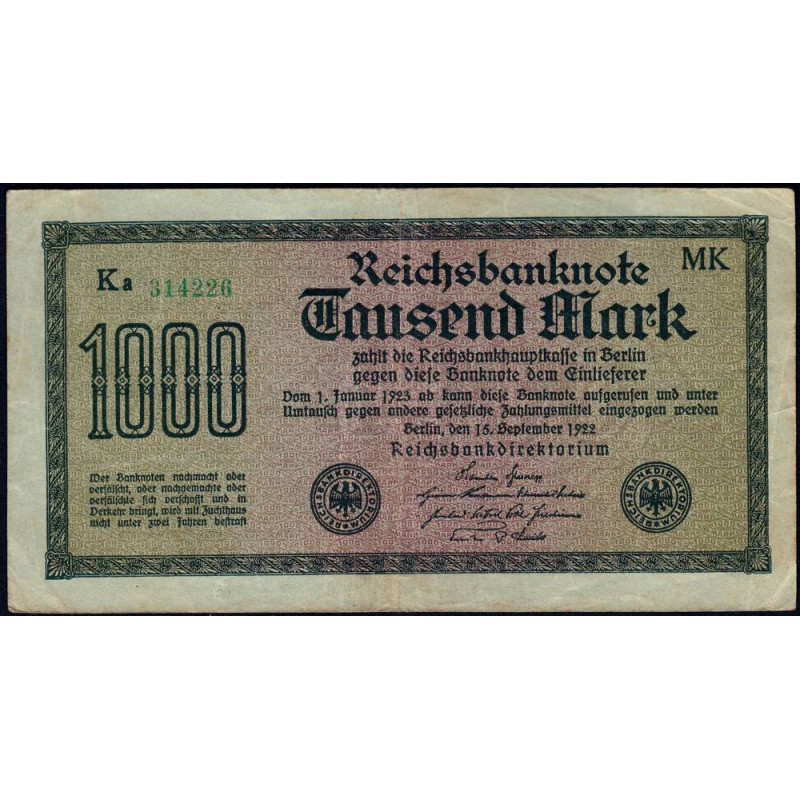 Ka 314226
MK
1000
Reichsbanknote
Tausend Mark
zahlt die Reichsbankhauptkasse in Berlin
gegen diese Banknote dem Einlieferer
Vom 1. Januar 1923 ab kann diese Banknote aufgerufen und unter
Umtausch gegen andere gesetzliche Zahlungsmittel eingezogen werden
Berlin, den 15. September 1922
Reichsbankdirektorium
Wer Banknoten nachmacht oder
verfälscht, oder nachgemachte oder
verfälschte sich verschafft und in
Verkehr bringt, wird mit Zuchthaus
nicht unter zwei Jahren bestraft
REICHSBANKDIREKTORIUM
REICHSBANKDIREKTORIUM